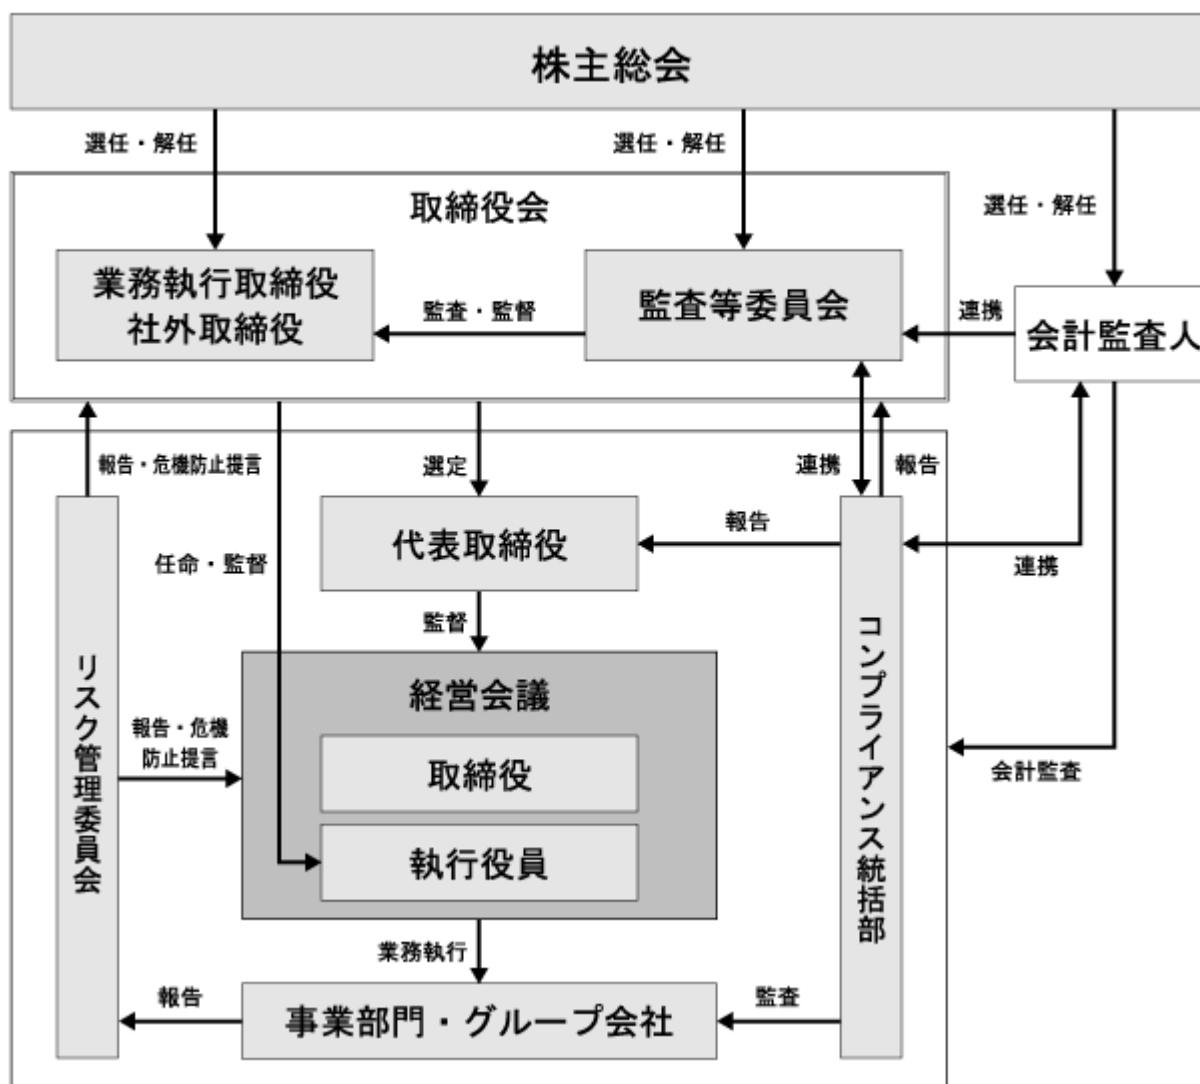 株主総会
選任・解任
選任・解任
選任・解任
取締役会
業務執行取締役
社外取締役
監査・監督
監査等委員会
連携
会計監査人
報告・危機防止提言
選定
連携
報告
任命・監督
代表取締役
報告
連携
監督
リスク管理委員会
コンプライアンス統括部
経営会議
報告・危機
防止提言
取締役
会計監査
執行役員
業務執行
報告
事業部門・グループ会社
監査